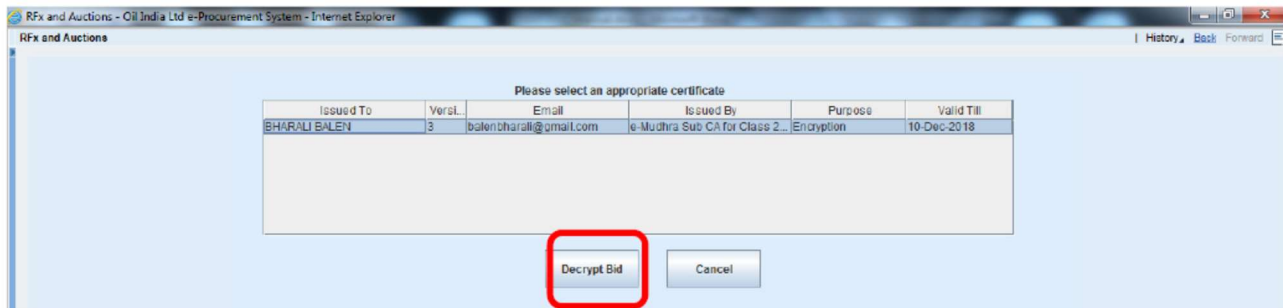 RFx and Auctions - Oil India Ltd e-Procurement System - Internet Explorer
RFx and Auctions | History Back Forward
Please select an appropriate certificate
Issued To Versi... Email Issued By Purpose Valid Till
BHARALI BALEN 3 balenbharali@gmail.com e-Mudhra Sub CA for Class 2... Encryption 10-Dec-2018
Decrypt Bid Cancel